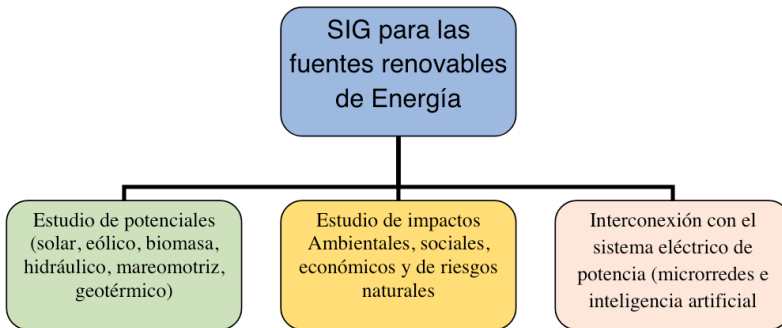 SIG para las
fuentes renovables
de Energía
Estudio de potenciales
(solar, eólico, biomasa,
hidráulico, mareomotriz,
geotérmico)
Estudio de impactos
Ambientales, sociales,
económicos y de riesgos
naturales
Interconexión con el
sistema eléctrico de
potencia (microrredes e
inteligencia artificial